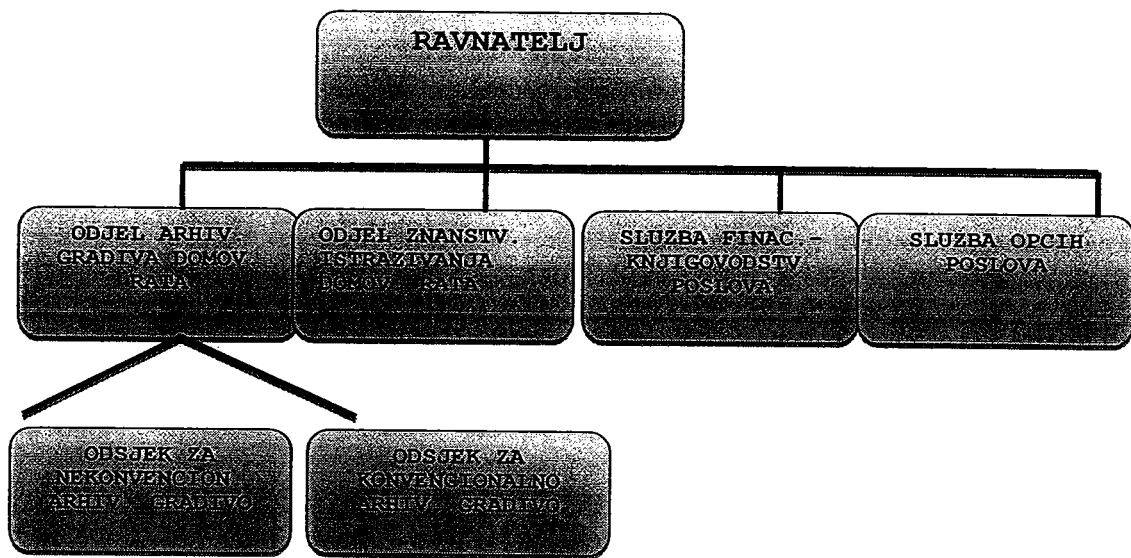 RAVNATELJ
ODJEL ARHIV.
GRADIVA DOMOV.
RATA
ODJEL ZNANSTV.
ISTRAZIVANJA
DOMOV. RATA
SLUZBA FINAC.-
KNJIGOVODSTV
POSLOVA
SLUZBA OPCIH
POSLOVA
ODSJEK ZA
NEKONVENCION.
ARHIV. GRADIVO
ODSJEK ZA
KONVENCIONALNO
ARHIV. GRADIVO